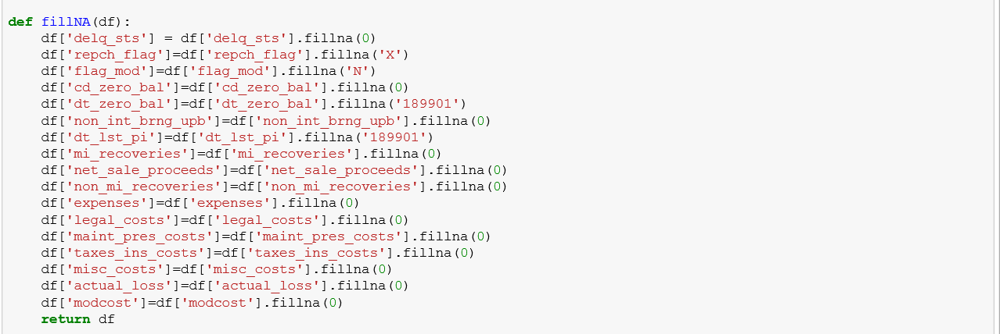 def fillNA(df):
    df['delq_sts'] = df['delq_sts'].fillna(0)
    df['repch_flag']=df['repch_flag'].fillna('X')
    df['flag_mod']=df['flag_mod'].fillna('N')
    df['cd_zero_bal']=df['cd_zero_bal'].fillna(0)
    df['dt_zero_bal']=df['dt_zero_bal'].fillna('189901')
    df['non_int_brng_upb']=df['non_int_brng_upb'].fillna(0)
    df['dt_lst_pi']=df['dt_lst_pi'].fillna('189901')
    df['mi_recoveries']=df['mi_recoveries'].fillna(0)
    df['net_sale_proceeds']=df['net_sale_proceeds'].fillna(0)
    df['non_mi_recoveries']=df['non_mi_recoveries'].fillna(0)
    df['expenses']=df['expenses'].fillna(0)
    df['legal_costs']=df['legal_costs'].fillna(0)
    df['maint_pres_costs']=df['maint_pres_costs'].fillna(0)
    df['taxes_ins_costs']=df['taxes_ins_costs'].fillna(0)
    df['misc_costs']=df['misc_costs'].fillna(0)
    df['actual_loss']=df['actual_loss'].fillna(0)
    df['modcost']=df['modcost'].fillna(0)
    return df